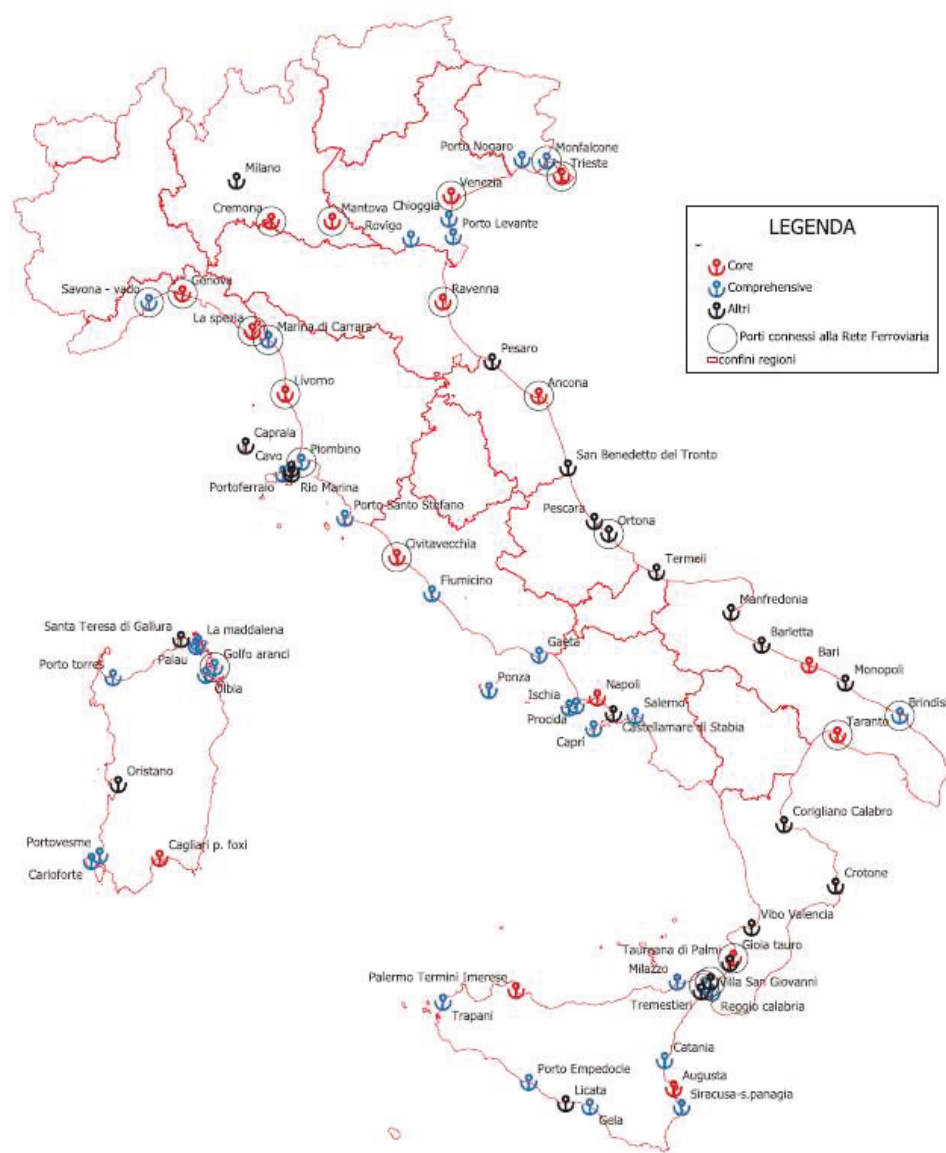 Porto Nogaro
Monfalcone
Trieste
Milano
Venezia
Cremona
Mantova
Chioggia
Rovigo
Porto Levante
LEGENDA
Core
Comprehensive
Altri
Porti connessi alla Rete Ferroviaria
confini regioni
Savona - vado
Genova
Ravenna
La spezia
Marina di Carrara
Pesaro
Livorno
Ancona
Capraia
Cavo
Piombino
San Benedetto del Tronto
Portoferraio
Rio Marina
Porto Santo Stefano
Pescara
Ortona
Civitavecchia
Termoli
Fiumicino
Manfredonia
Santa Teresa di Gallura
La maddalena
Barletta
Palau
Golfo aranci
Gaeta
Bari
Porto torres
Olbia
Ponza
Ischia
Napoli
Monopoli
Procida
Salerno
Brindisi
Capri
Castellamare di Stabia
Taranto
Oristano
Corigliano Calabro
Portovesme
Cagliari p. foxi
Carloforte
Crotone
Vibo Valencia
Taureana di Palmi
Gioia tauro
Palermo Termini Imerese
Milazzo
Villa San Giovanni
Trapani
Tremestieri
Reggio calabria
Catania
Porto Empedocle
Augusta
Licata
Siracusa-s.panagia
Gela